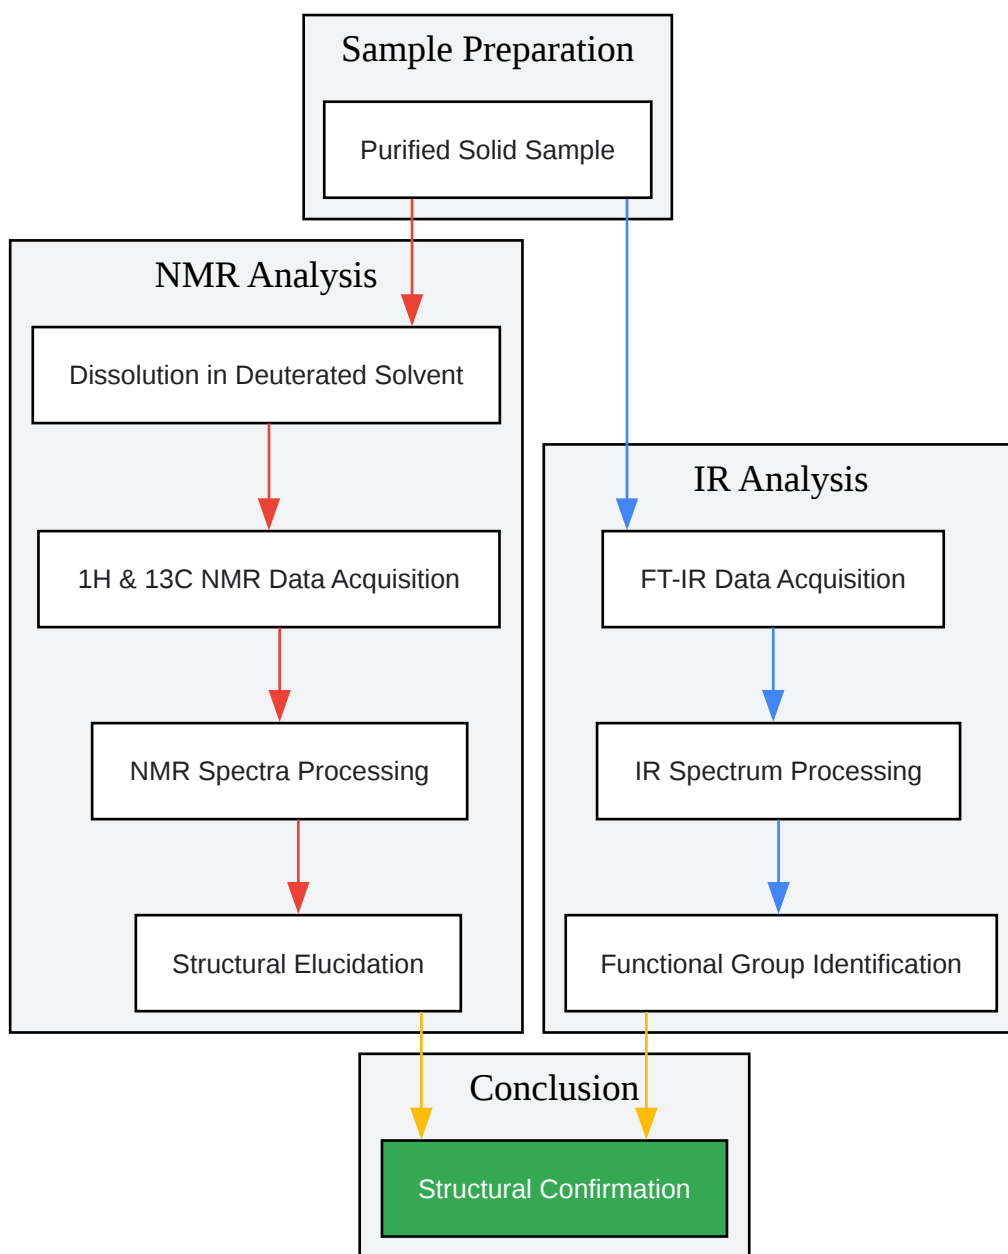 Sample Preparation
Purified Solid Sample
NMR Analysis
Dissolution in Deuterated Solvent
1H & 13C NMR Data Acquisition
NMR Spectra Processing
Structural Elucidation
IR Analysis
FT-IR Data Acquisition
IR Spectrum Processing
Functional Group Identification
Conclusion
Structural Confirmation